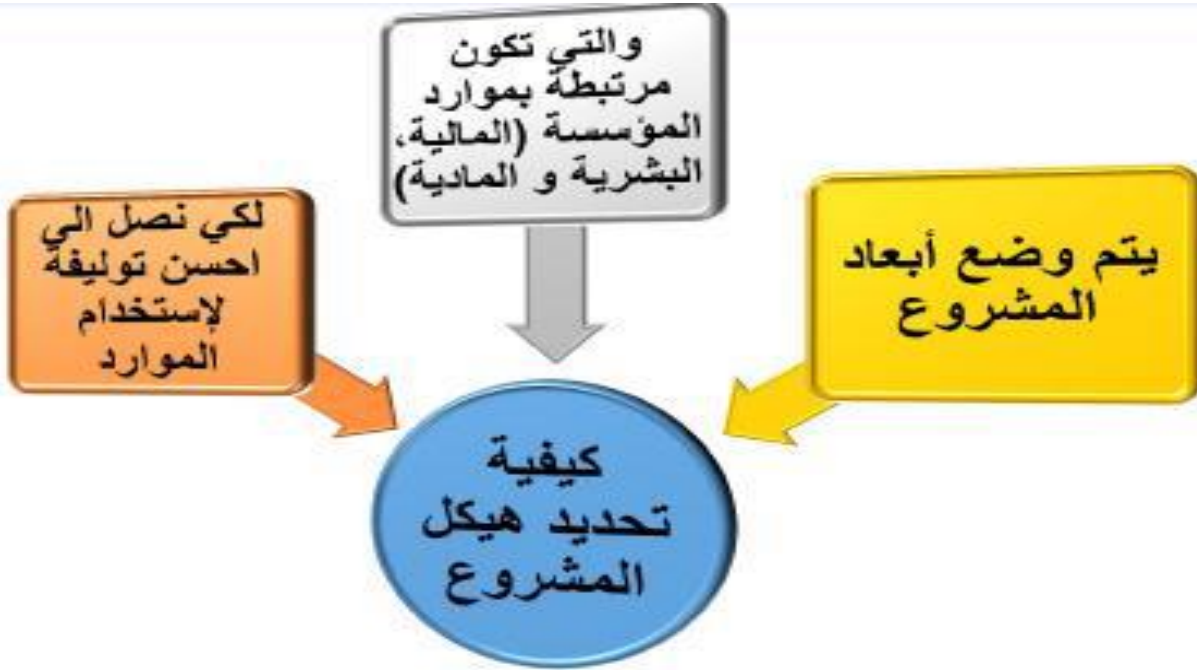 يتم وضع أبعاد
المشروع
والتي تكون
مرتبطة بموارد
المؤسسة (المالية،
البشرية و المادية)
لكي نصل الي
احسن توليفة
لإستخدام
الموارد
كيفية
تحديد هيكل
المشروع